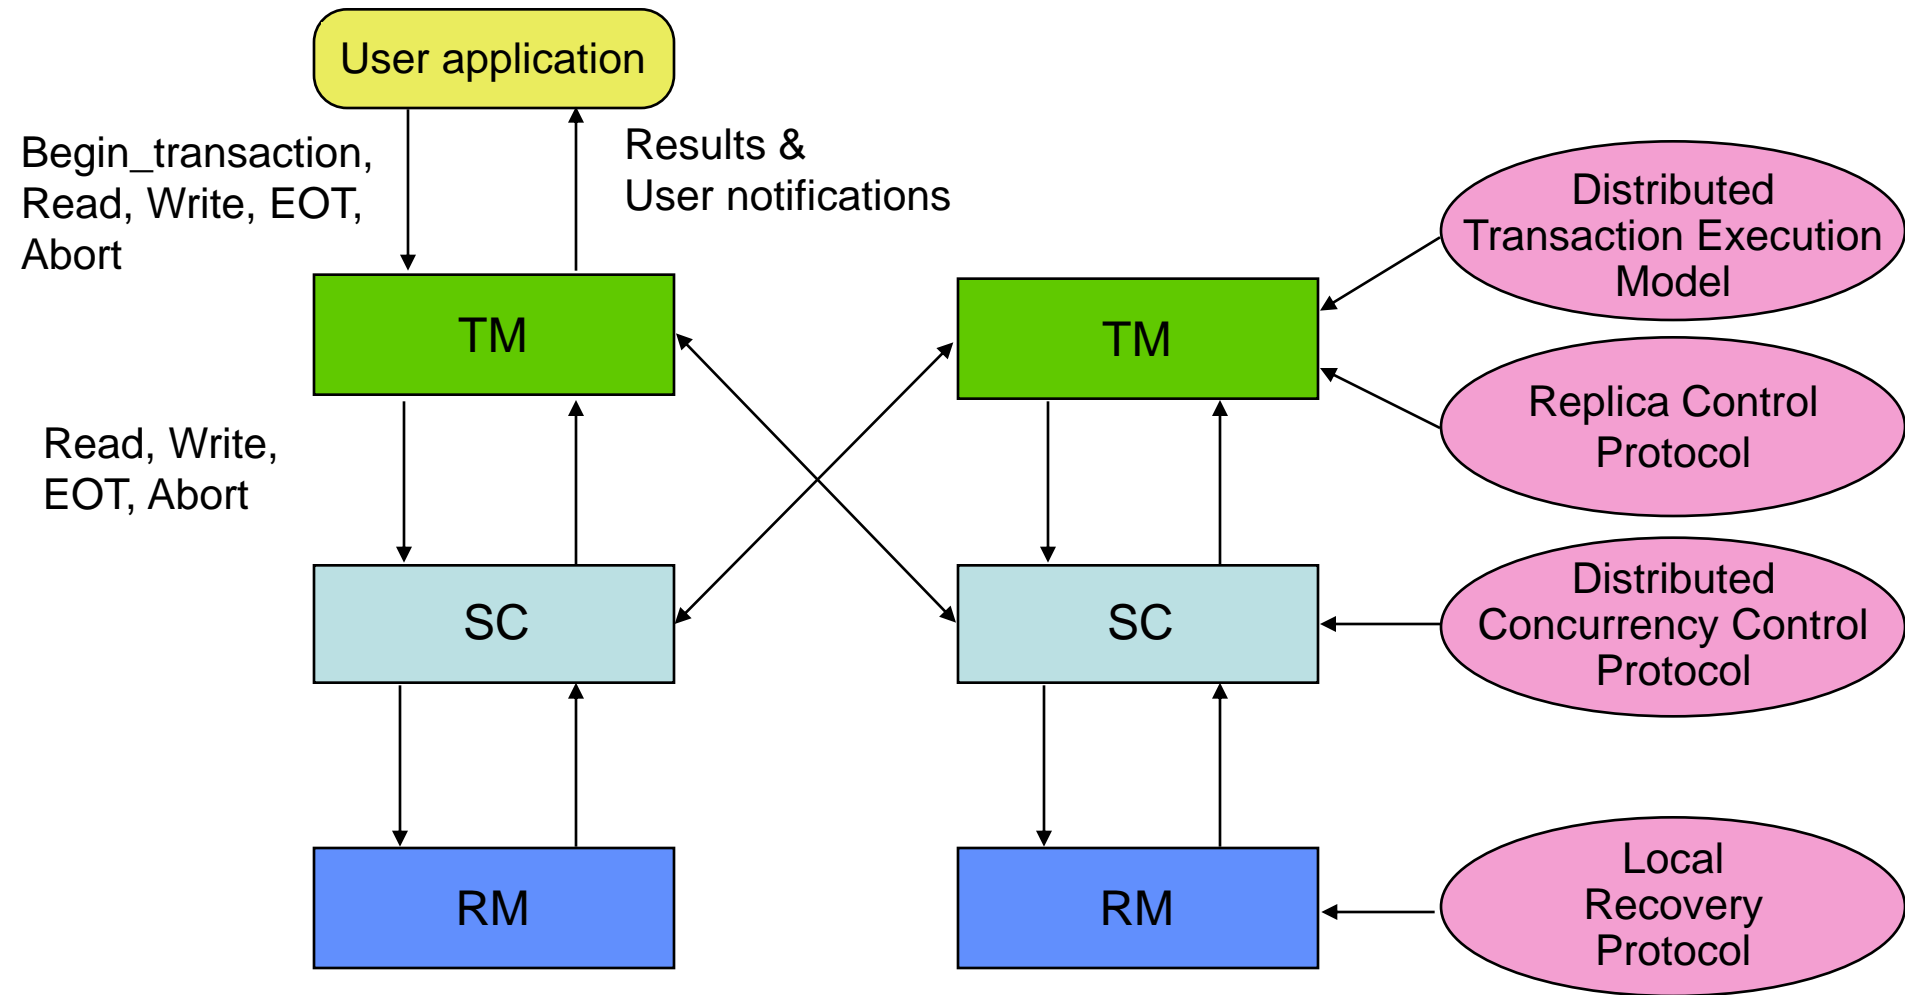 User application
Begin_transaction,
Read, Write, EOT,
Abort
Results &
User notifications
Distributed
Transaction Execution
Model
TM
TM
Replica Control
Protocol
Read, Write,
EOT, Abort
SC
SC
Distributed
Concurrency Control
Protocol
RM
RM
Local
Recovery
Protocol